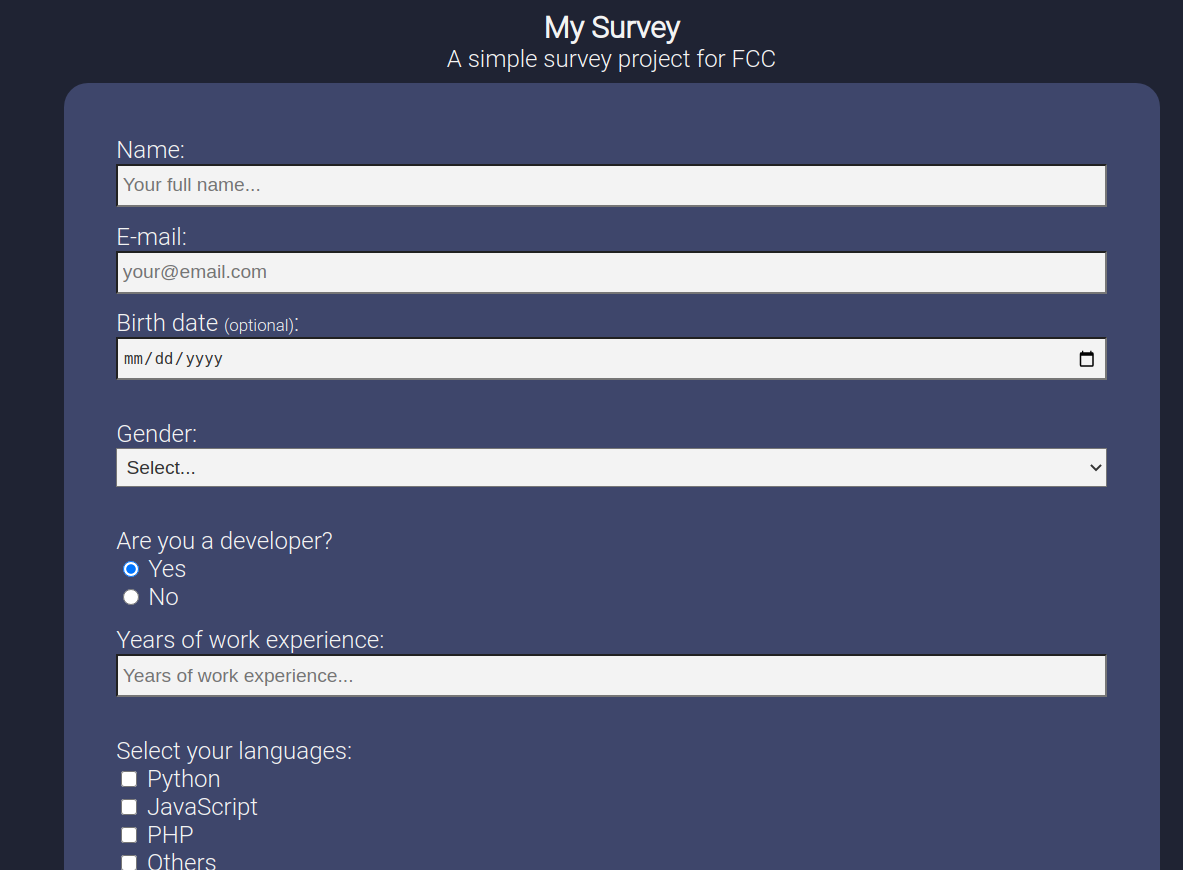 My Survey
A simple survey project for FCC
Name:
Your full name...
E-mail:
your@email.com
Birth date (optional):
mm/dd/yyyy
Gender:
Select...
Are you a developer?
Yes
No
Years of work experience:
Years of work experience...
Select your languages:
Python
JavaScript
PHP
Others